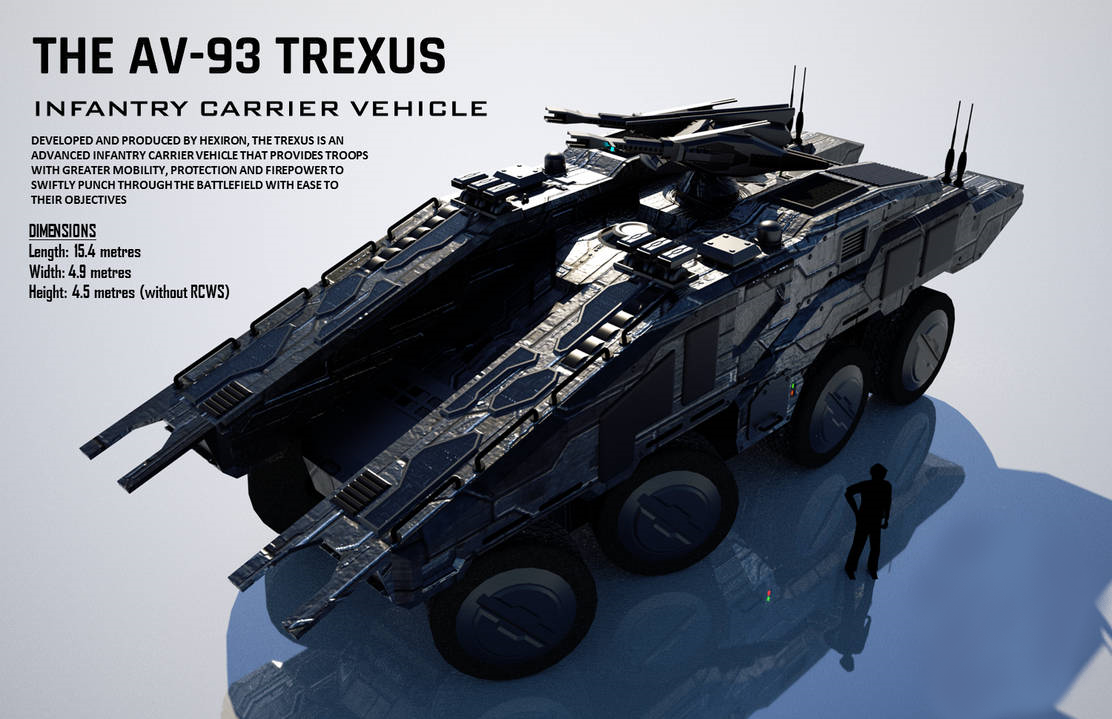 THE AV-93 TREXUS
INFANTRY CARRIER VEHICLE
DEVELOPED AND PRODUCED BY HEXIRON, THE TREXUS IS AN
ADVANCED INFANTRY CARRIER VEHICLE THAT PROVIDES TROOPS
WITH GREATER MOBILITY, PROTECTION AND FIREPOWER TO
SWIFTLY PUNCH THROUGH THE BATTLEFIELD WITH EASE TO
THEIR OBJECTIVES
DIMENSIONS
Length: 15.4 metres
Width: 4.9 metres
Height: 4.5 metres (without RCWS)